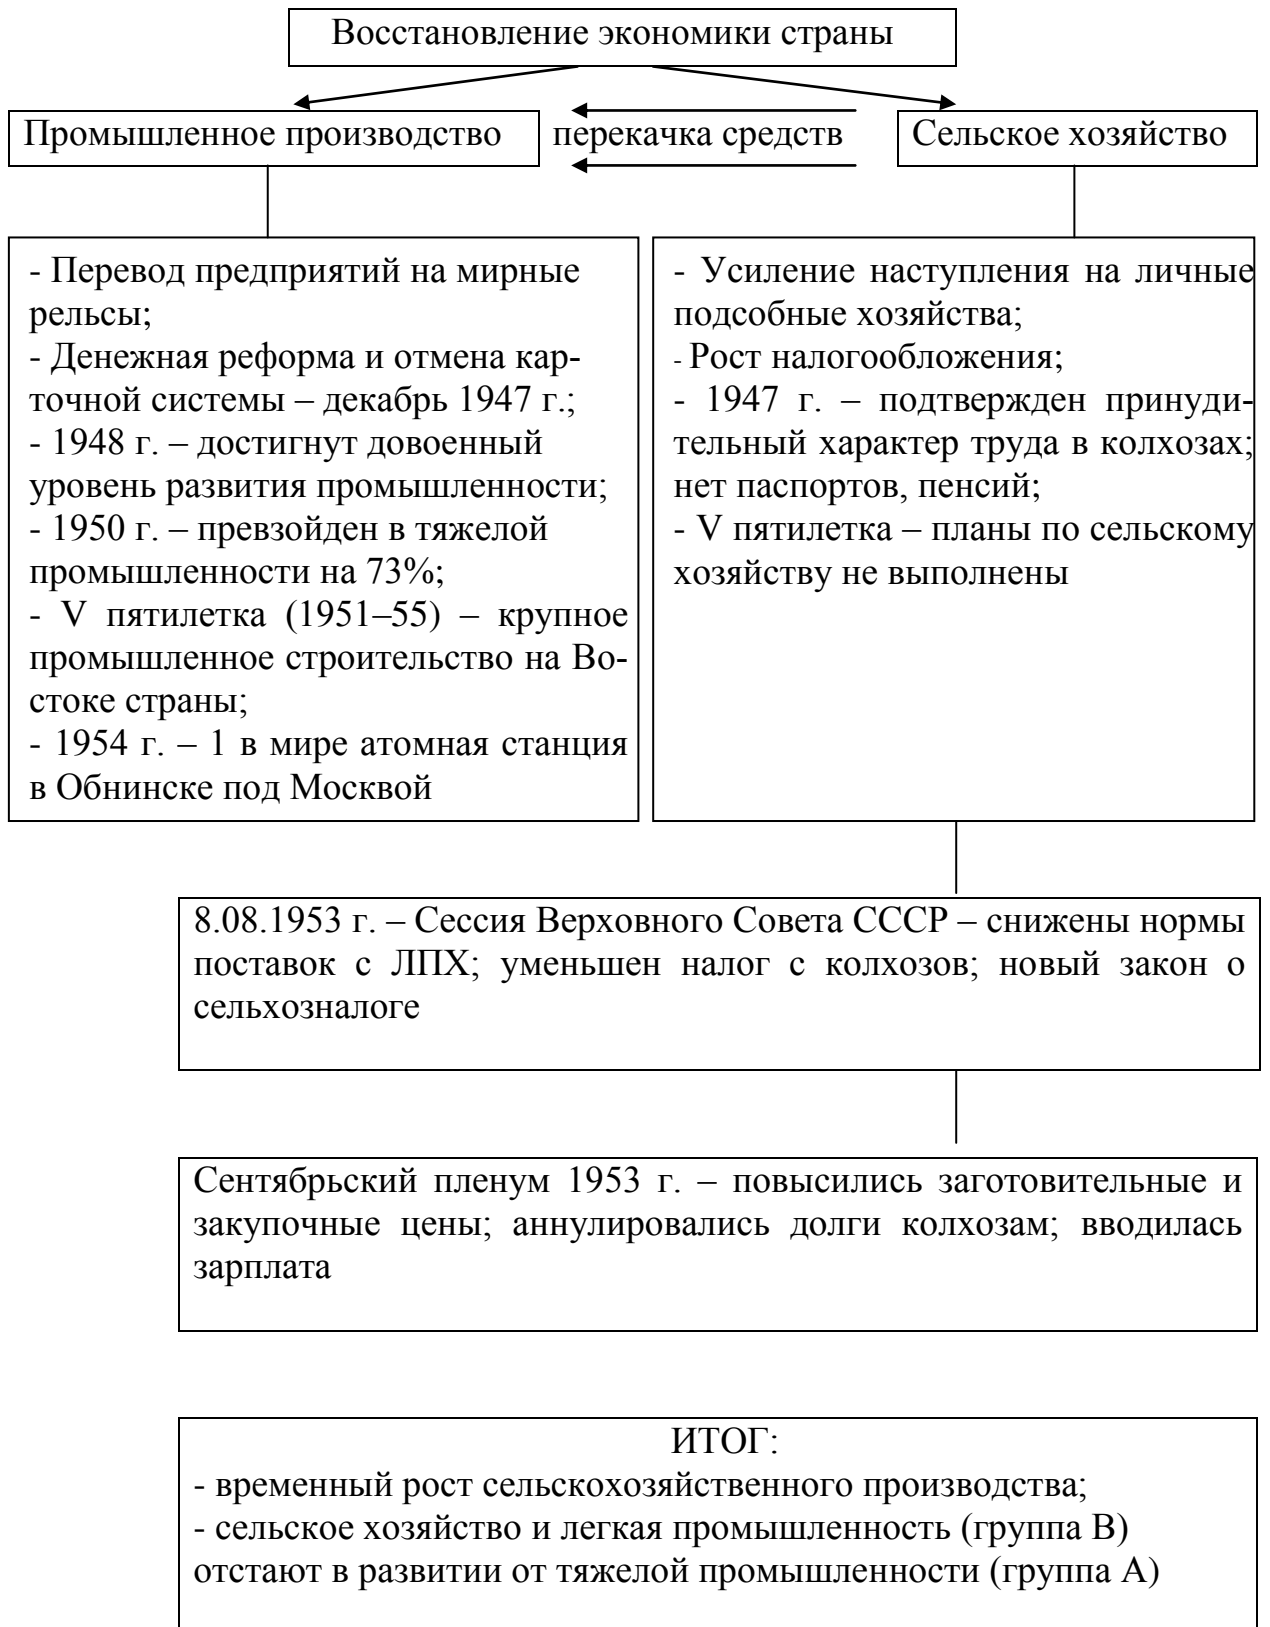 Восстановление экономики страны
Промышленное производство
перекачка средств
Сельское хозяйство
- Перевод предприятий на мирные
рельсы;
- Денежная реформа и отмена кар-
точной системы – декабрь 1947 г.;
- 1948 г. – достигнут довоенный
уровень развития промышленности;
- 1950 г. – превзойден в тяжелой
промышленности на 73%;
- V пятилетка (1951–55) – крупное
промышленное строительство на Во-
стоке страны;
- 1954 г. – 1 в мире атомная станция
в Обнинске под Москвой
- Усиление наступления на личные
подсобные хозяйства;
- Рост налогообложения;
- 1947 г. – подтвержден принуди-
тельный характер труда в колхозах;
нет паспортов, пенсий;
- V пятилетка – планы по сельскому
хозяйству не выполнены
8.08.1953 г. – Сессия Верховного Совета СССР – снижены нормы
поставок с ЛПХ; уменьшен налог с колхозов; новый закон о
сельхозналоге
Сентябрьский пленум 1953 г. – повысились заготовительные и
закупочные цены; аннулировались долги колхозам; вводилась
зарплата
ИТОГ:
- временный рост сельскохозяйственного производства;
- сельское хозяйство и легкая промышленность (группа В)
отстают в развитии от тяжелой промышленности (группа А)